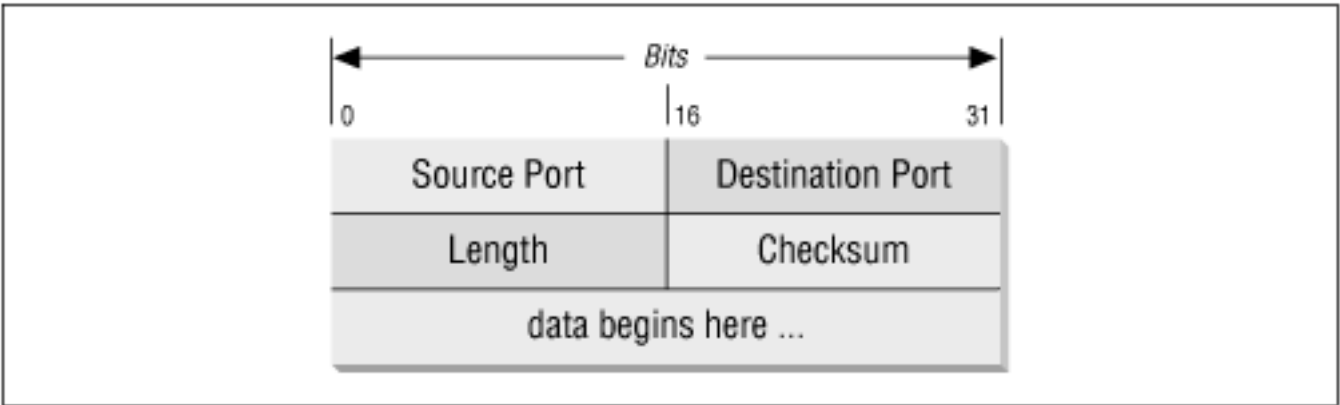 Bits
0 16 31
Source Port Destination Port
Length Checksum
data begins here ...